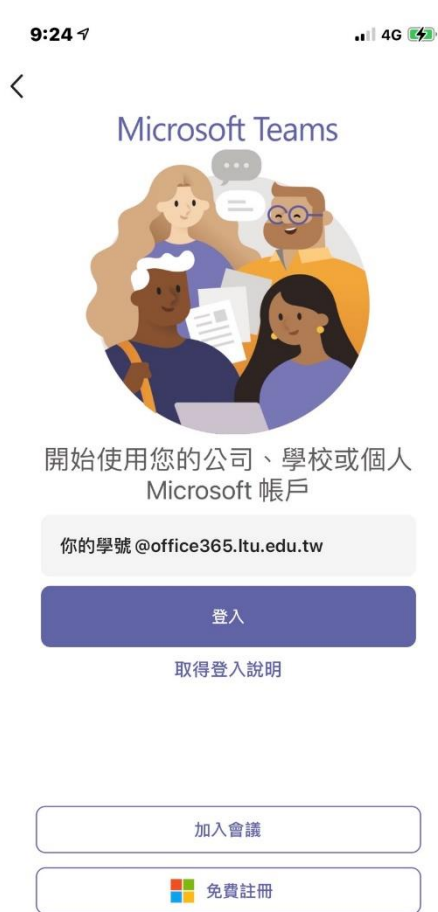 9:24
4G
Microsoft Teams
開始使用您的公司、學校或個人
Microsoft 帳戶
你的學號@office365.ltu.edu.tw
登入
取得登入說明
加入會議
免費註冊